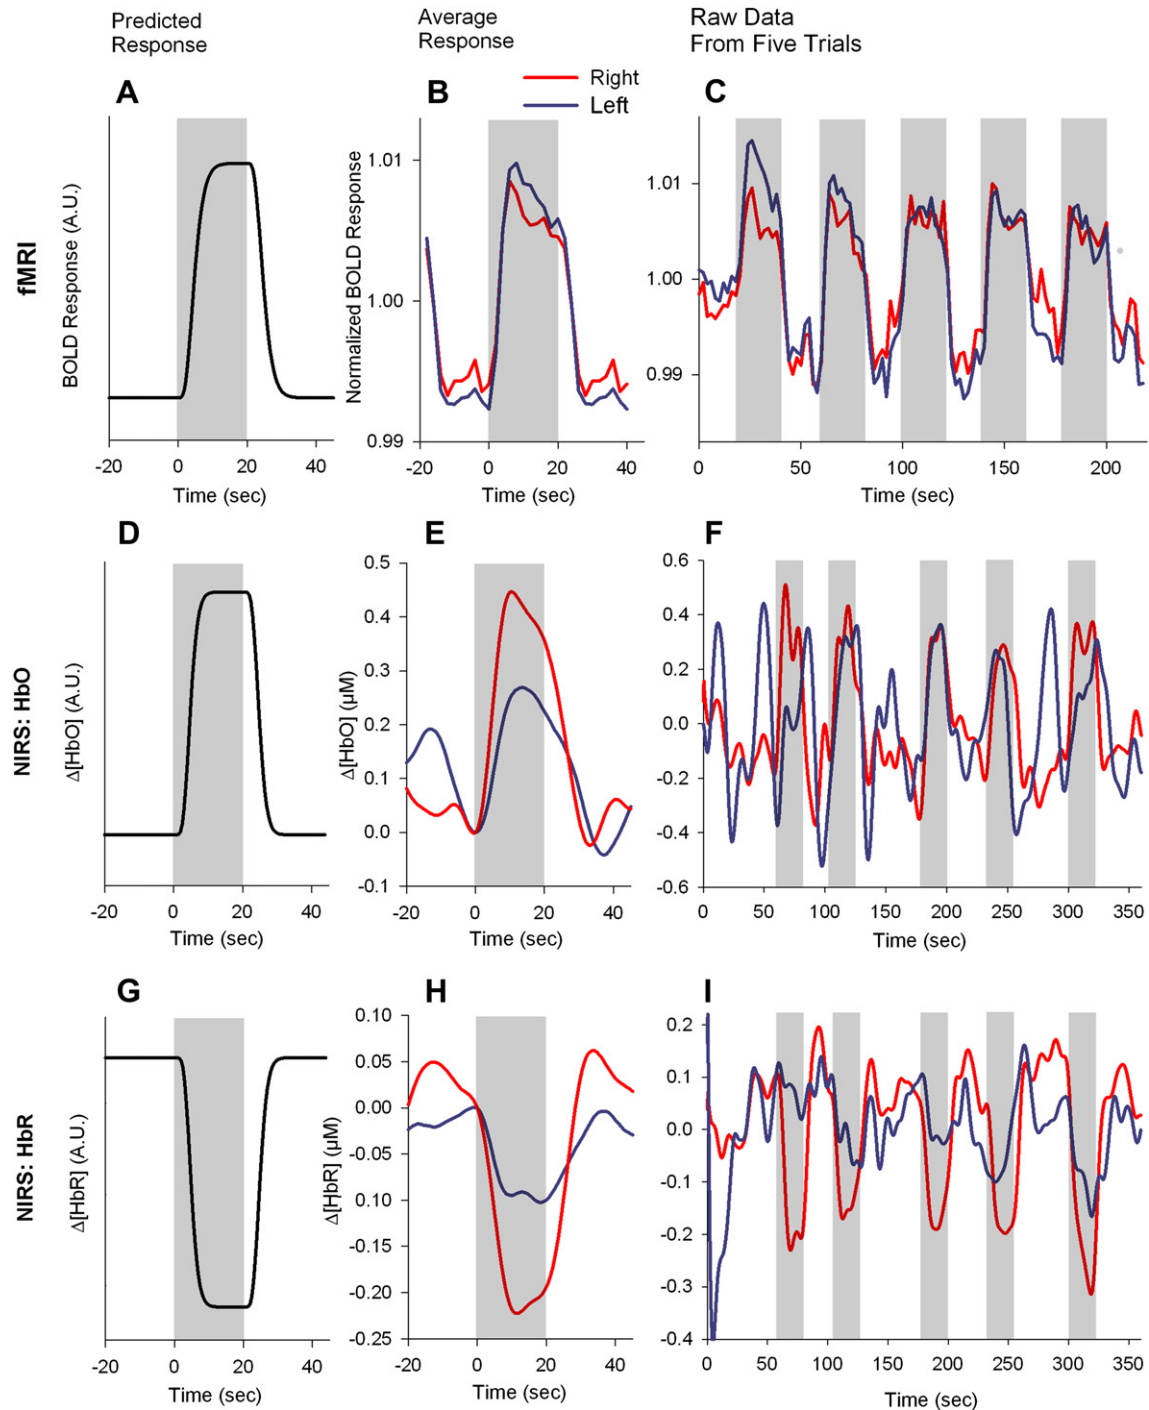 Predicted
Response
Average
Response
Raw Data
From Five Trials
Right
Left
fMRI
A
BOLD Response (A.U.)
-20 0 20 40
Time (sec)
B
Normalized BOLD Response
1.01
1.00
0.99
-20 0 20 40
Time (sec)
C
1.01
1.00
0.99
0 50 100 150 200
Time (sec)
NIRS: HbO
D
Δ[HbO] (A.U.)
-20 0 20 40
Time (sec)
E
Δ[HbO] (µM)
0.5
0.4
0.3
0.2
0.1
0.0
-0.1
-20 0 20 40
Time (sec)
F
0.6
0.4
0.2
0.0
-0.2
-0.4
-0.6
0 50 100 150 200 250 300 350
Time (sec)
NIRS: HbR
G
Δ[HbR] (A.U.)
-20 0 20 40
Time (sec)
H
Δ[HbR] (µM)
0.10
0.05
0.00
-0.05
0.10
-0.15
-0.20
-0.25
-20 0 20 40
Time (sec)
I
0.2
0.1
0.0
-0.1
-0.2
-0.3
-0.4
0 50 100 150 200 250 300 350
Time (sec)